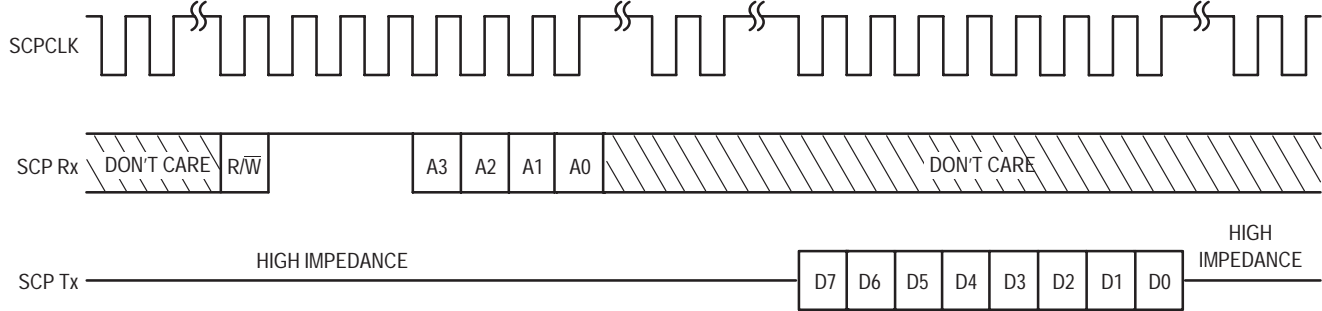 SCPCLK
SCP Rx DON'T CARE R/W̅ A3 A2 A1 A0 DON'T CARE
HIGH IMPEDANCE
HIGH
IMPEDANCE
SCP Tx D7 D6 D5 D4 D3 D2 D1 D0